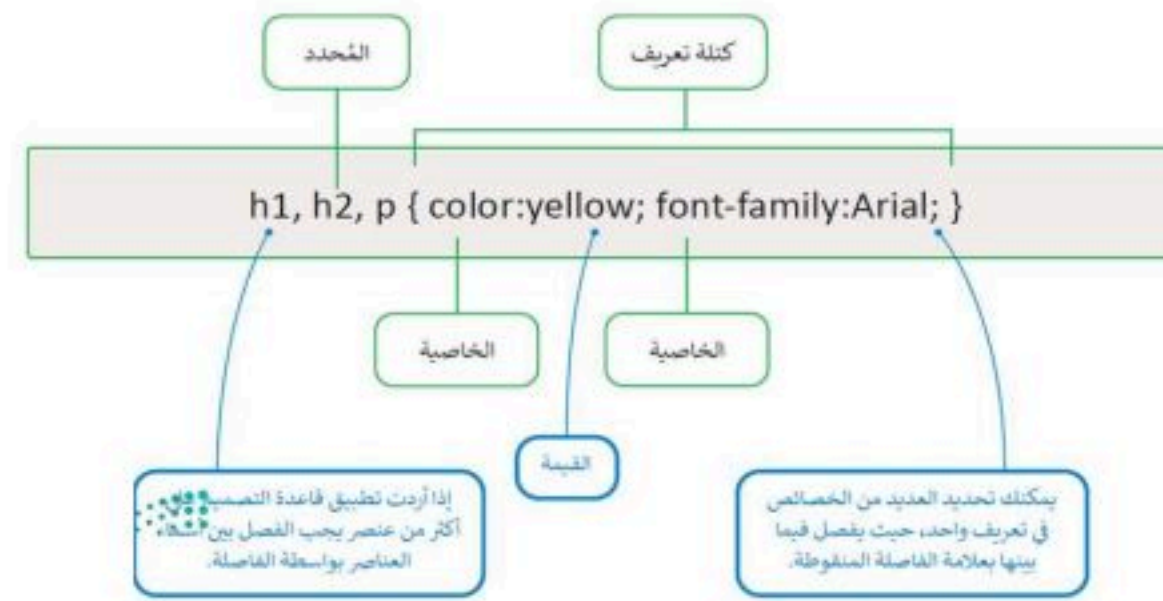 المُحدد
كتلة تعريف
h1, h2, p { color:yellow; font-family:Arial; }
الخاصية
الخاصية
القيمة
إذا أردت تطبيق قاعدة التصميم
أكثر من عنصر يجب الفصل بين
العناصر بواسطة الفاصلة.
يمكنك تحديد العديد من الخصائص
في تعريف واحد، حيث يفصل فيما
بينها بعلامة الفاصلة المنقوطة.